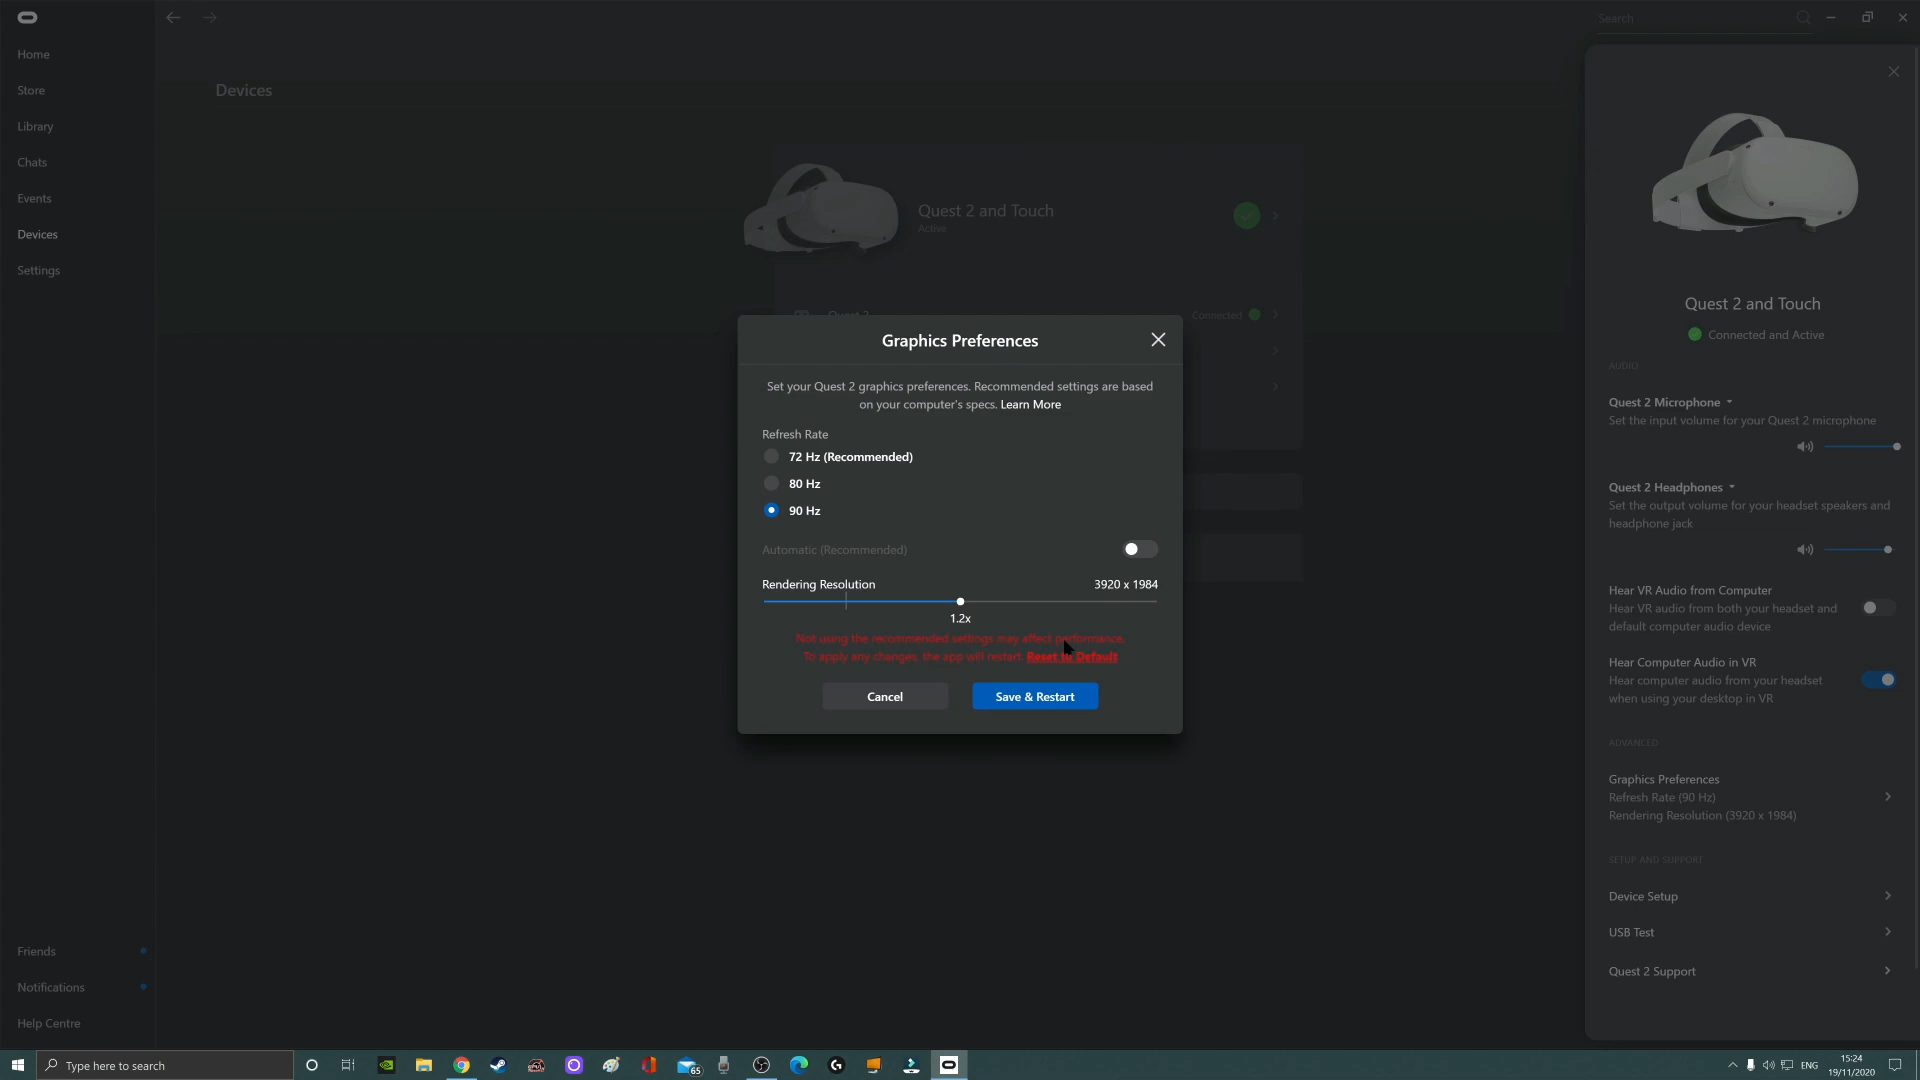 Search
Home
Store
Library
Chats
Events
Devices
Settings
Friends
Notifications
Help Centre
Devices
Quest 2 and Touch
Active
Quest 2
Connected
Graphics Preferences
Set your Quest 2 graphics preferences. Recommended settings are based
on your computer's specs. Learn More
Refresh Rate
72 Hz (Recommended)
80 Hz
90 Hz
Automatic (Recommended)
Rendering Resolution 3920 x 1984
1.2x
Not using the recommended settings may affect performance.
To apply any changes, the app will restart. Reset to Default
Cancel
Save & Restart
Quest 2 and Touch
Connected and Active
AUDIO
Quest 2 Microphone
Set the input volume for your Quest 2 microphone
Quest 2 Headphones
Set the output volume for your headset speakers and
headphone jack
Hear VR Audio from Computer
Hear VR audio from both your headset and
default computer audio device
Hear Computer Audio in VR
Hear computer audio from your headset
when using your desktop in VR
ADVANCED
Graphics Preferences
Refresh Rate (90 Hz)
Rendering Resolution (3920 x 1984)
SETUP AND SUPPORT
Device Setup
USB Test
Quest 2 Support
Type here to search
65
ENG
15:24
19/11/2020